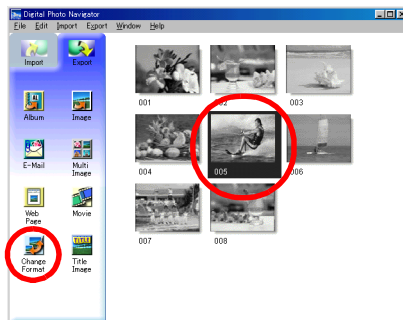 Digital Photo Navigator
File Edit Import Export Window Help
Import Export
001 002 003
Album Image
004 005 006
E-Mail Multi Image
Web Page Movie
007 008
Change Format Title Image